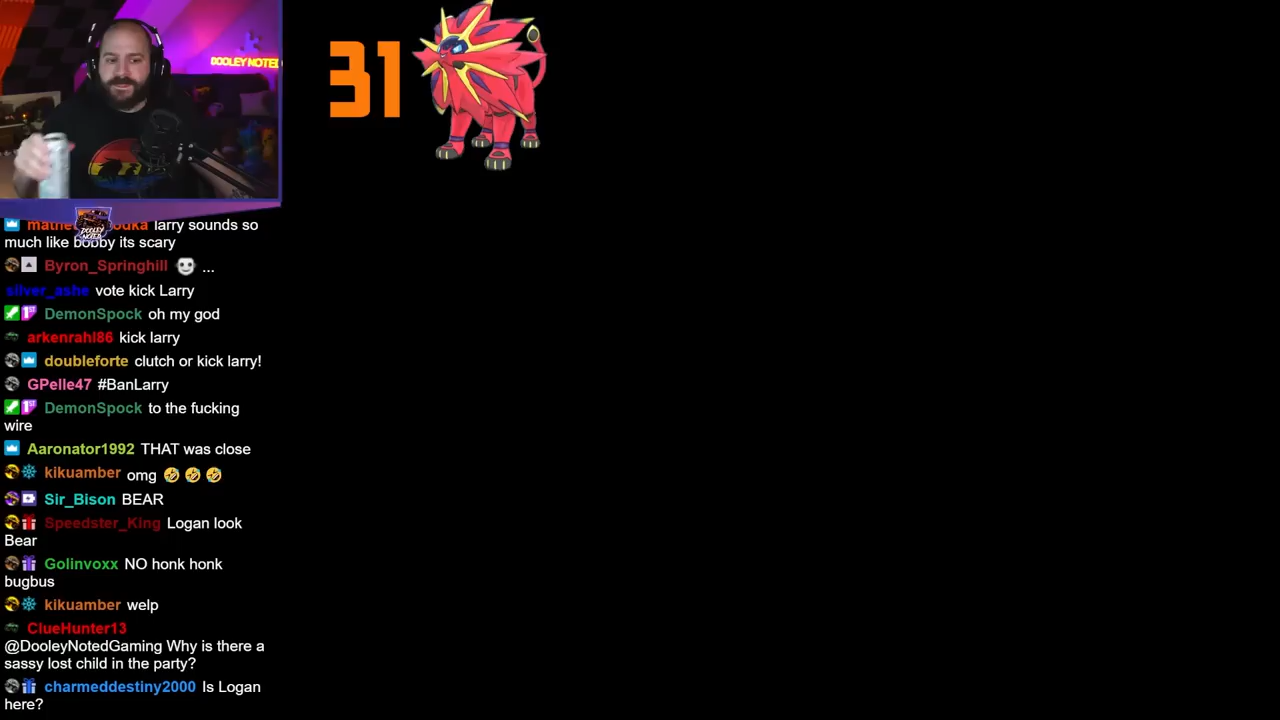 DOOLEY NOTED
31
DOOLEY
NOTED
larry sounds so
much like bobby its scary
Byron_Springhill ...
silver_ashe vote kick Larry
DemonSpock oh my god
arkenrahl86 kick larry
doubleforte clutch or kick larry!
GPelle47 #BanLarry
DemonSpock to the fucking
wire
Aaronator1992 THAT was close
kikuamber omg 🤣 🤣 🤣
Sir_Bison BEAR
Speedster_King Logan look
Bear
Golinvoxx NO honk honk
bugbus
kikuamber welp
ClueHunter13
@DooleyNotedGaming Why is there a
sassy lost child in the party?
charmeddestiny2000 Is Logan
here?